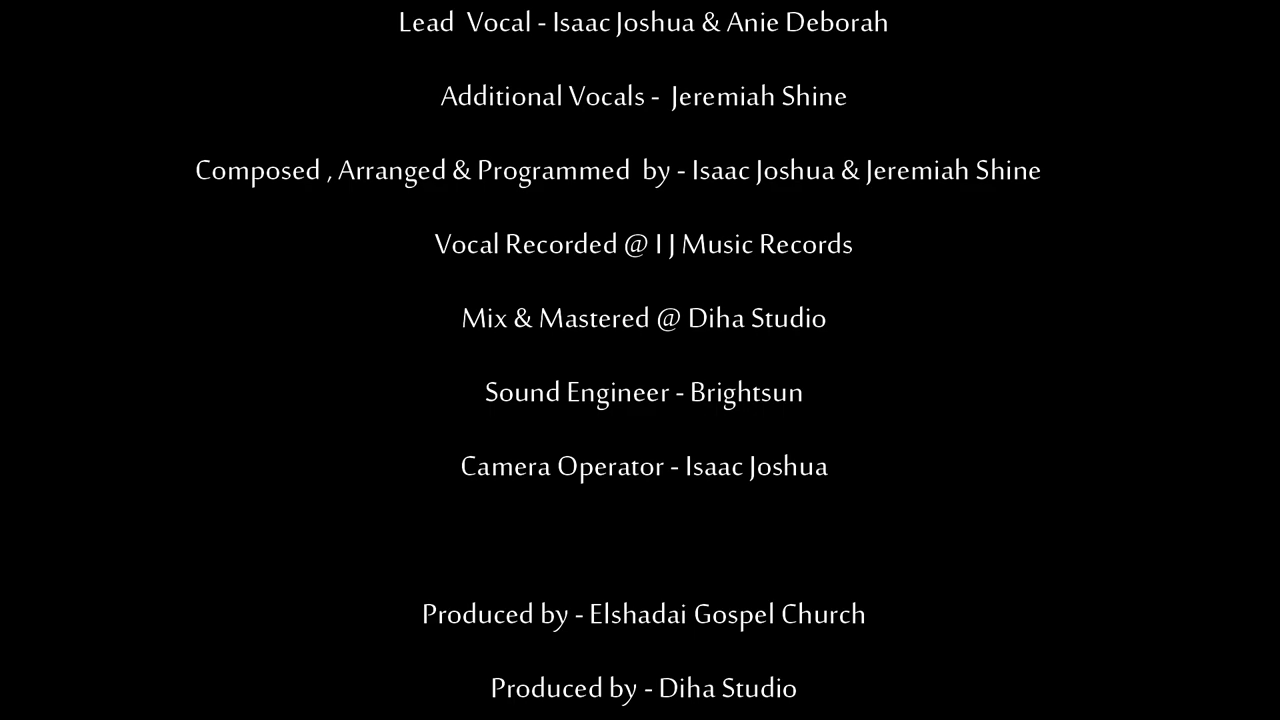 Lead  Vocal - Isaac Joshua & Anie Deborah
Additional Vocals -  Jeremiah Shine
Composed , Arranged & Programmed  by - Isaac Joshua & Jeremiah Shine
Vocal Recorded @ I J Music Records
Mix & Mastered @ Diha Studio
Sound Engineer - Brightsun
Camera Operator - Isaac Joshua
Produced by - Elshadai Gospel Church
Produced by - Diha Studio